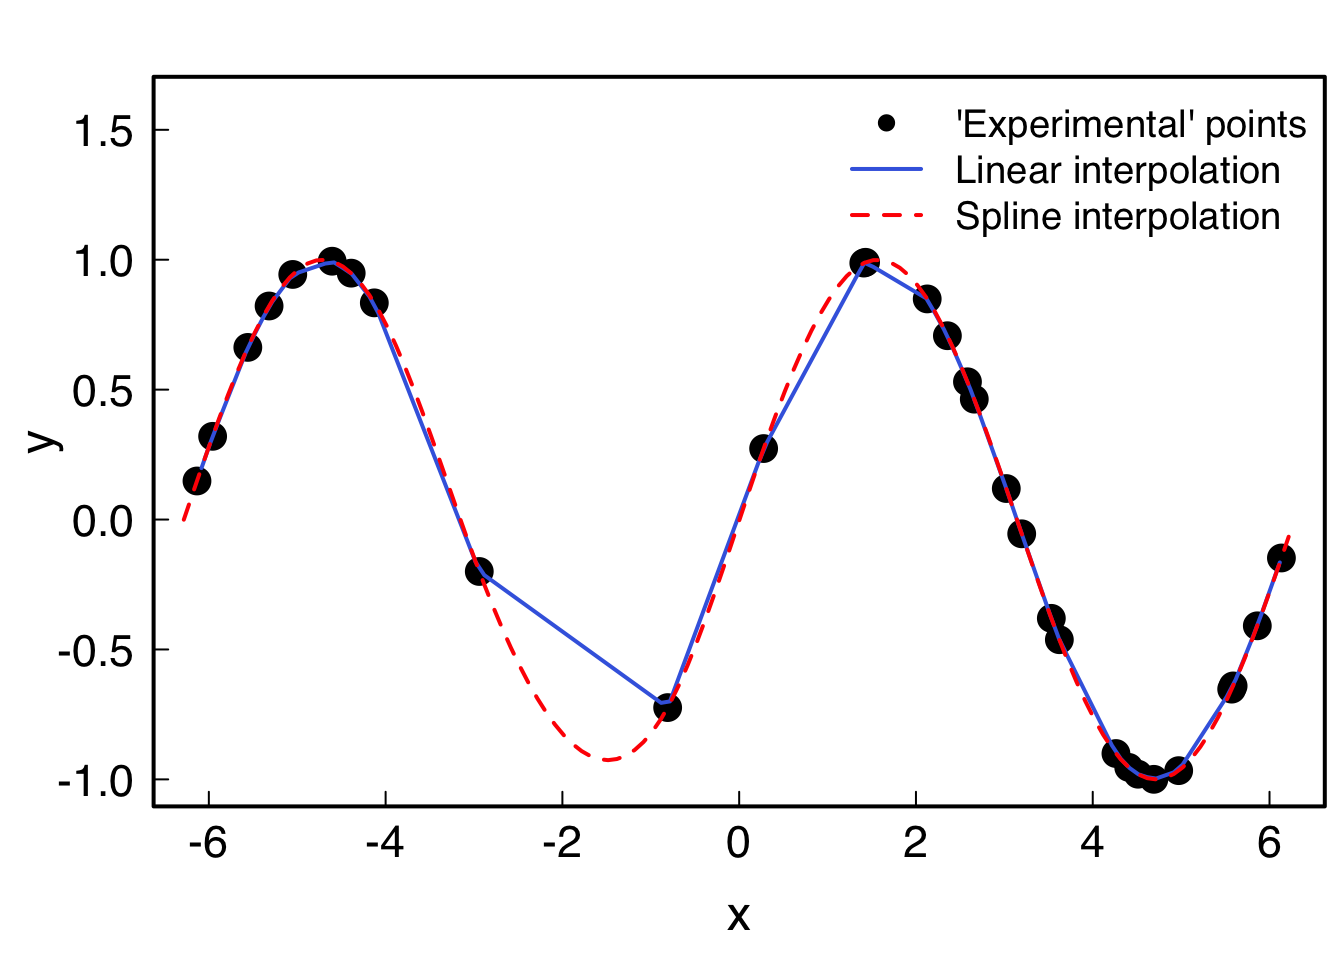 'Experimental' points
Linear interpolation
Spline interpolation
1.5
1.0
0.5
0.0
-0.5
-1.0
y
-6 -4 -2 0 2 4 6
x